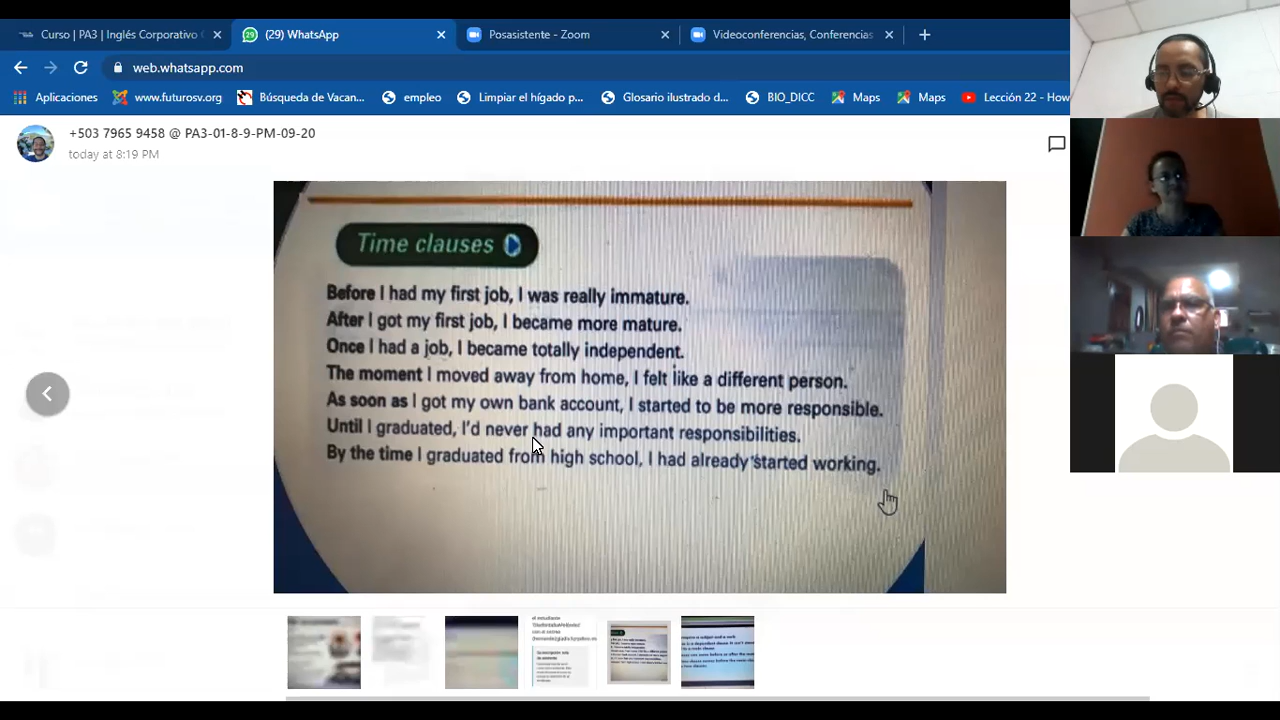 Curso | PA3 | Inglés Corporativo
(29) WhatsApp
Posasistente - Zoom
Videoconferencias, Conferencias
web.whatsapp.com
Aplicaciones
www.futurosv.org
Búsqueda de Vacan...
empleo
Limpiar el hígado p...
Glosario ilustrado d...
BIO_DICC
Maps
Maps
Lección 22 - How
+503 7965 9458 @ PA3-01-8-9-PM-09-20
today at 8:19 PM
Time clauses
Before I had my first job, I was really immature.
After I got my first job, I became more mature.
Once I had a job, I became totally independent.
The moment I moved away from home, I felt like a different person.
As soon as I got my own bank account, I started to be more responsible.
Until I graduated, I'd never had any important responsibilities.
By the time I graduated from high school, I had already started working.